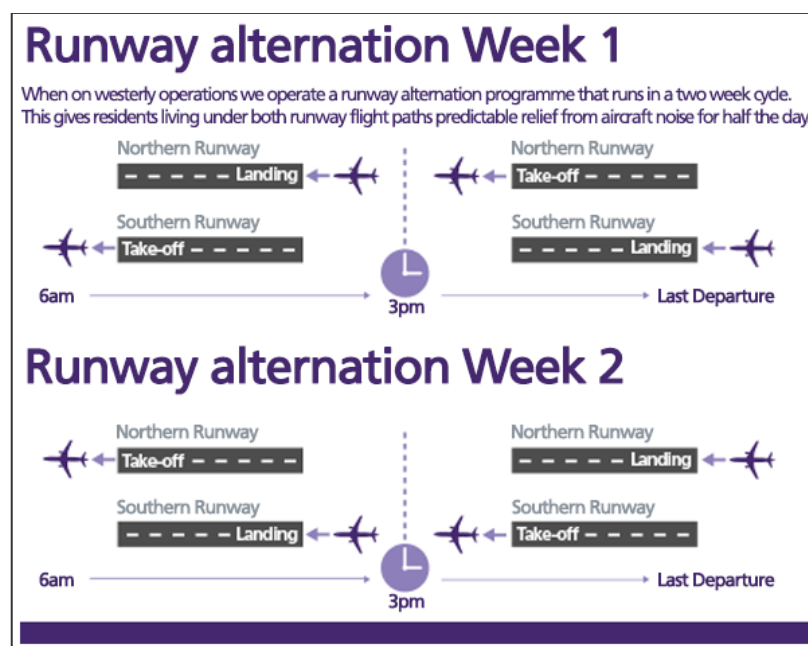 Runway alternation Week 1
When on westerly operations we operate a runway alternation programme that runs in a two week cycle.
This gives residents living under both runway flight paths predictable relief from aircraft noise for half the day
Northern Runway
Northern Runway
Landing
Take-off
Southern Runway
Southern Runway
Take-off
Landing
6am
3pm
Last Departure
Runway alternation Week 2
Northern Runway
Northern Runway
Take-off
Landing
Southern Runway
Southern Runway
Landing
Take-off
6am
3pm
Last Departure